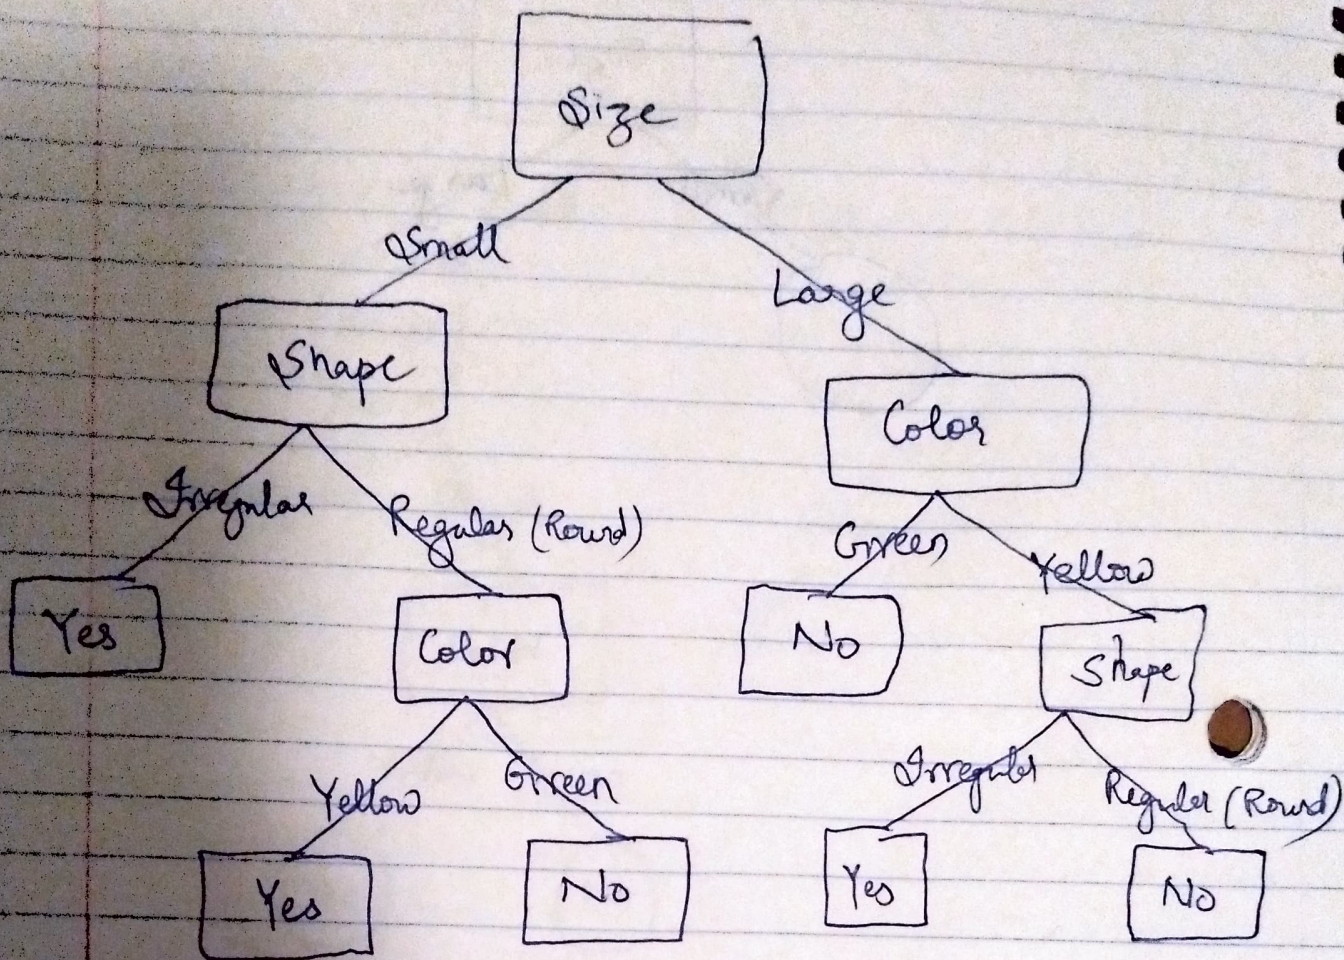 Size
Small
Large
Shape
Color
Irregular
Regular (Round)
Green
Yellow
Yes
Color
No
Shape
Yellow
Green
Irregular
Regular (Round)
Yes
No
Yes
No